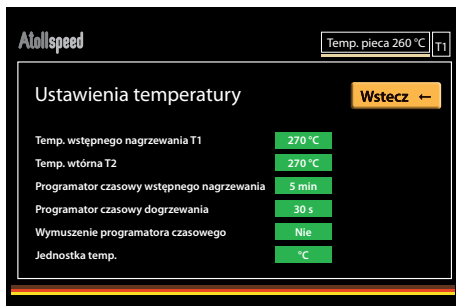 Atollspeed
Temp. pieca 260 °C T1
Ustawienia temperatury
Wstecz ←
Temp. wstępnego nagrzewania T1 270 °C
Temp. wtórna T2 270 °C
Programator czasowy wstępnego nagrzewania 5 min
Programator czasowy dogrzewania 30 s
Wymuszenie programatora czasowego Nie
Jednostka temp. °C